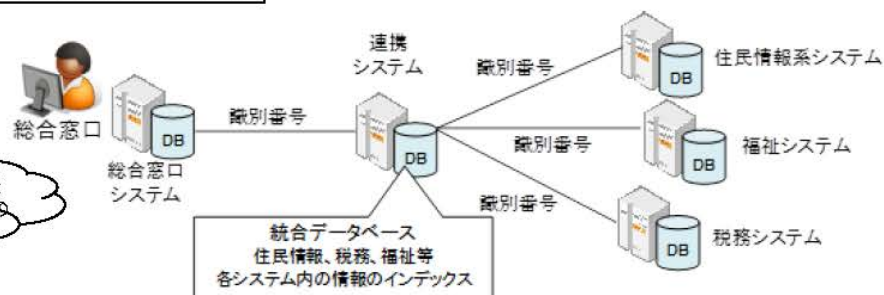 連携
システム
識別番号
DB
住民情報系システム
総合窓口
DB
総合窓口
システム
識別番号
DB
識別番号
DB
福祉システム
識別番号
DB
税務システム
統合データベース
住民情報、税務、福祉等
各システム内の情報のインデックス